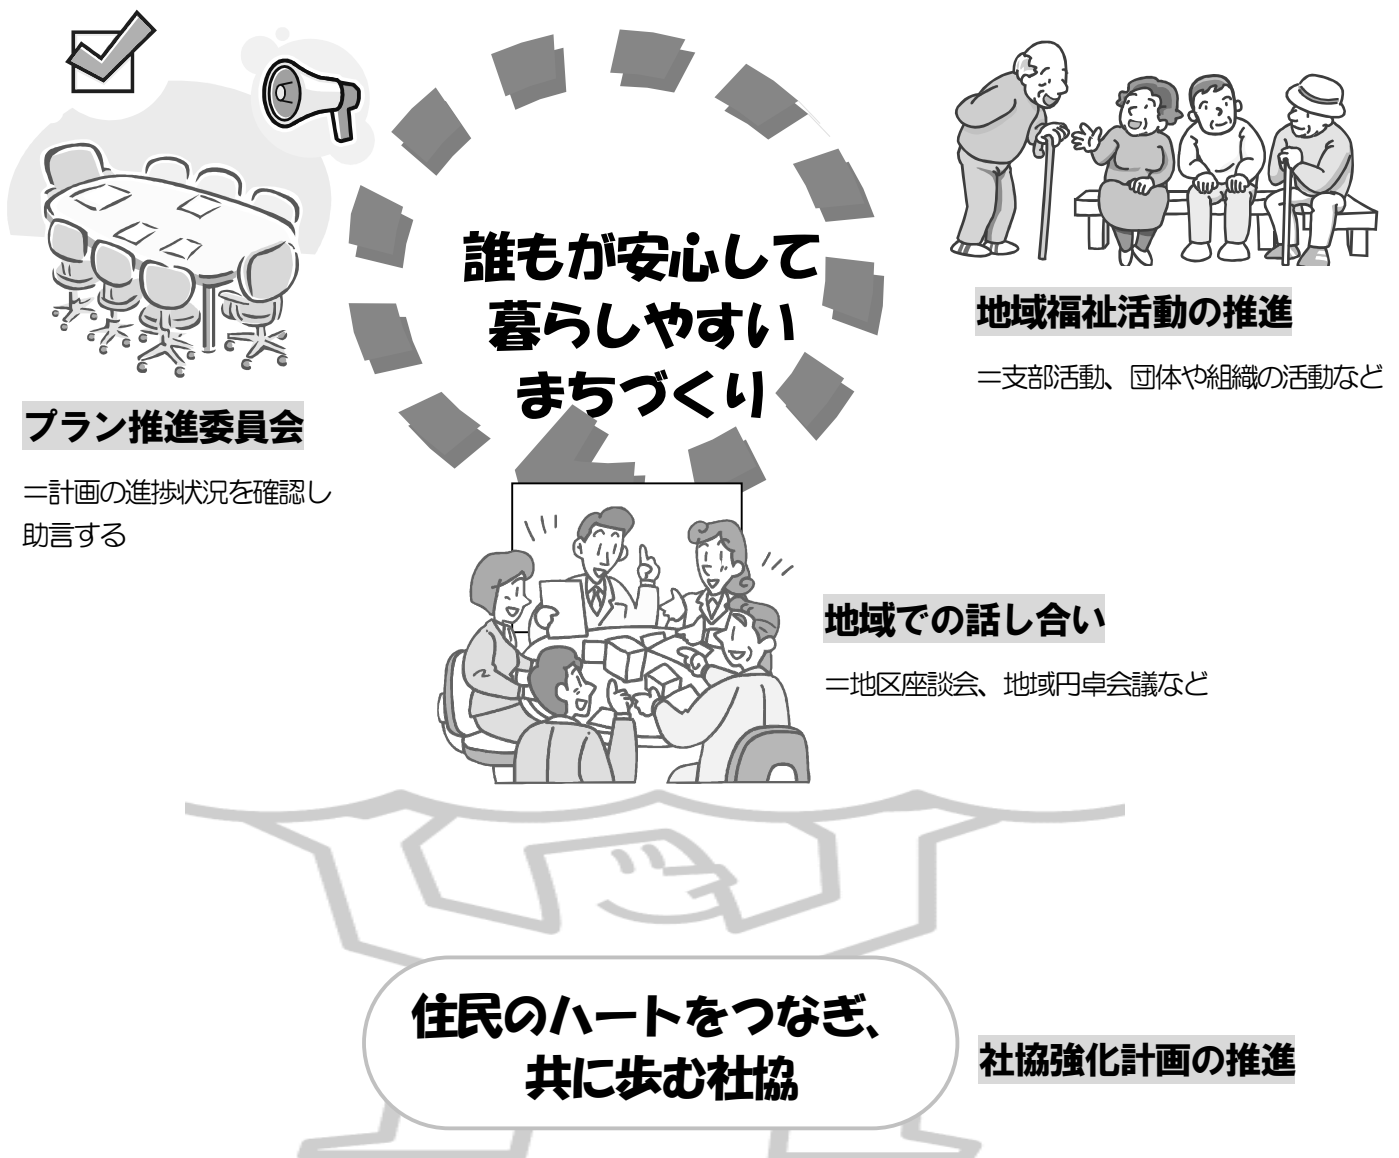 誰もが安心して
暮らしやすい
まちづくり
地域福祉活動の推進
＝支部活動、団体や組織の活動など
プラン推進委員会
＝計画の進捗状況を確認し
助言する
地域での話し合い
＝地区座談会、地域円卓会議など
住民のハートをつなぎ、
共に歩む社協
社協強化計画の推進